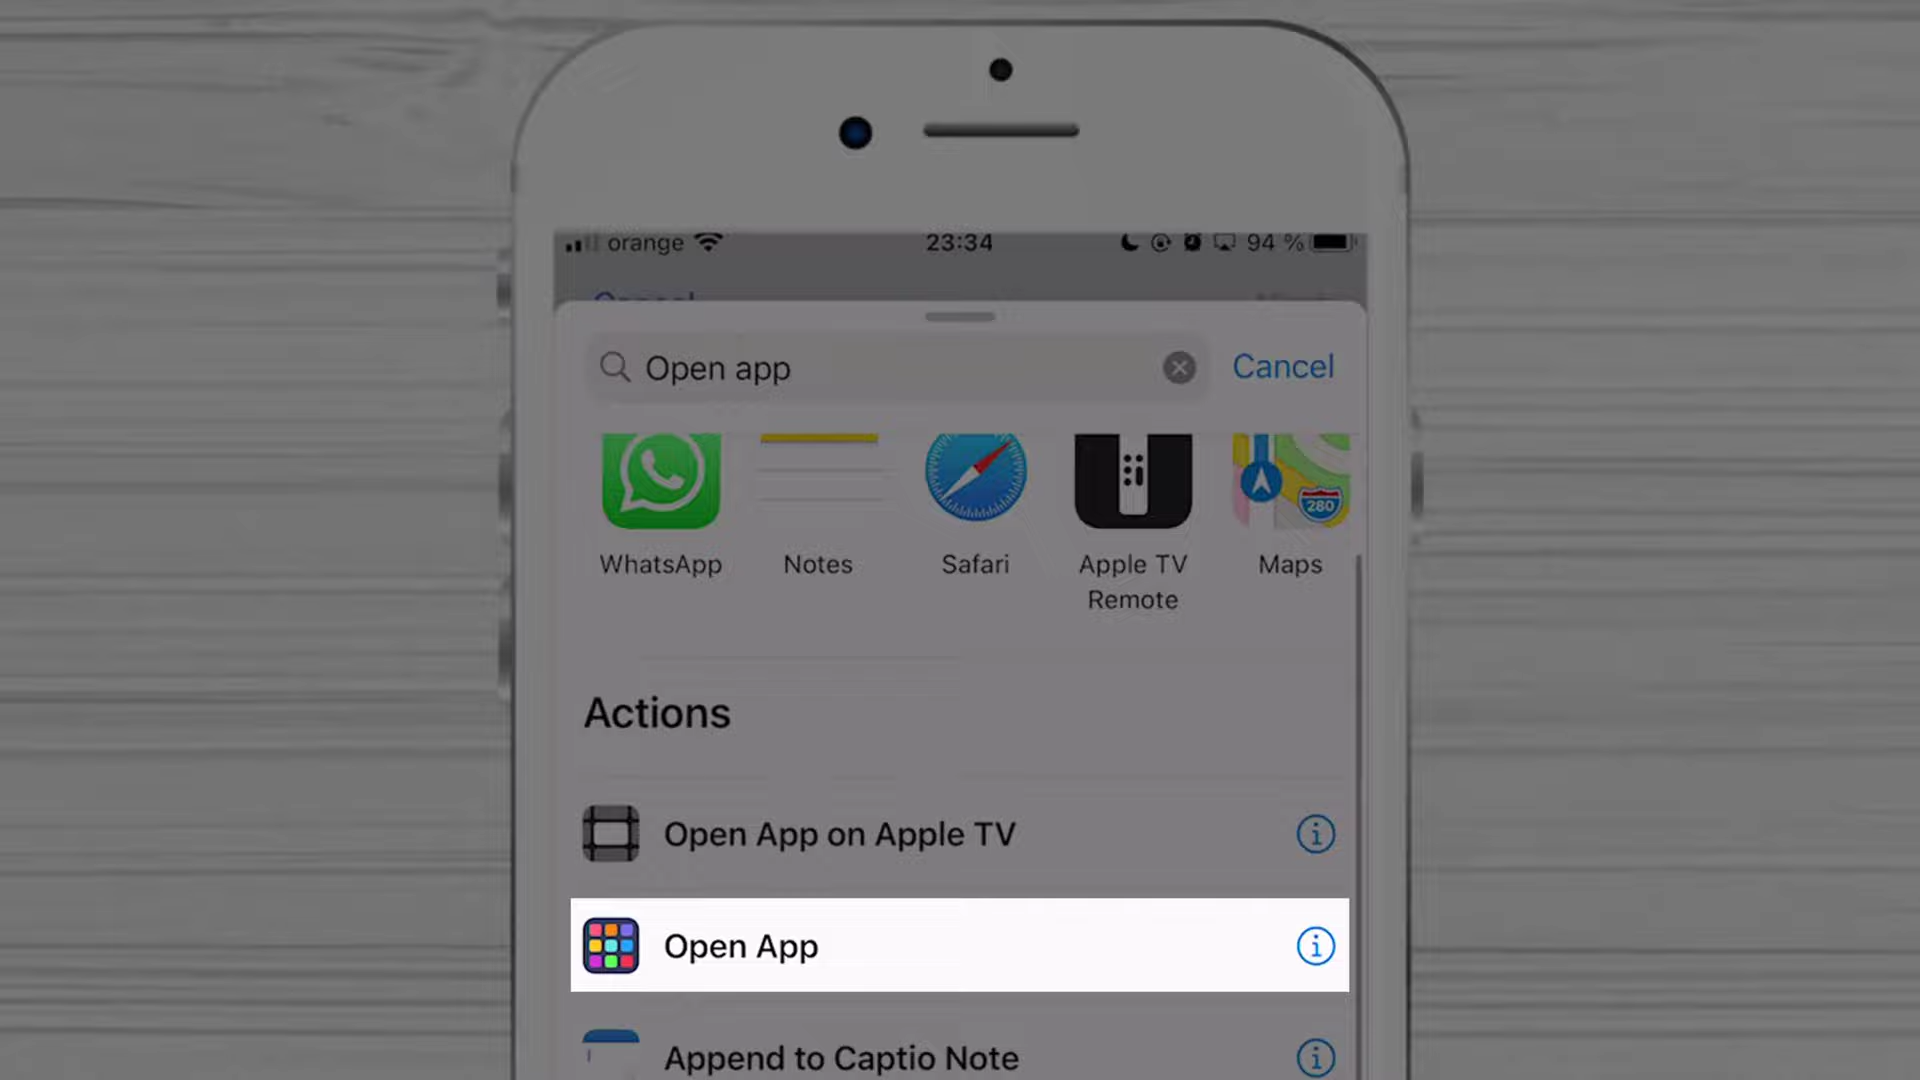 orange 23:34 94 %
Cancel
Open app Cancel
280
WhatsApp Notes Safari Apple TV Remote Maps
Actions
Open App on Apple TV
Open App
Append to Captio Note